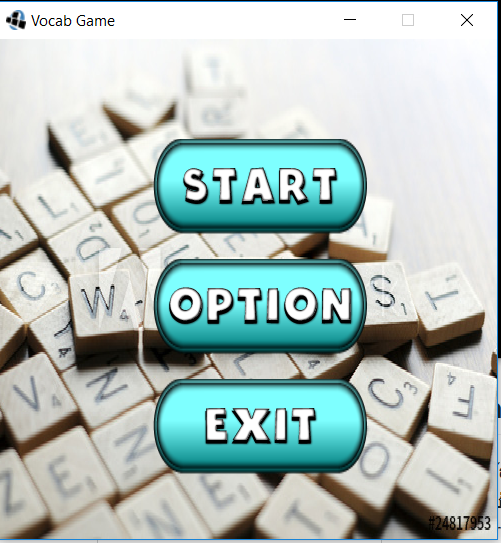 Vocab Game
START
OPTION
EXIT
#24817953